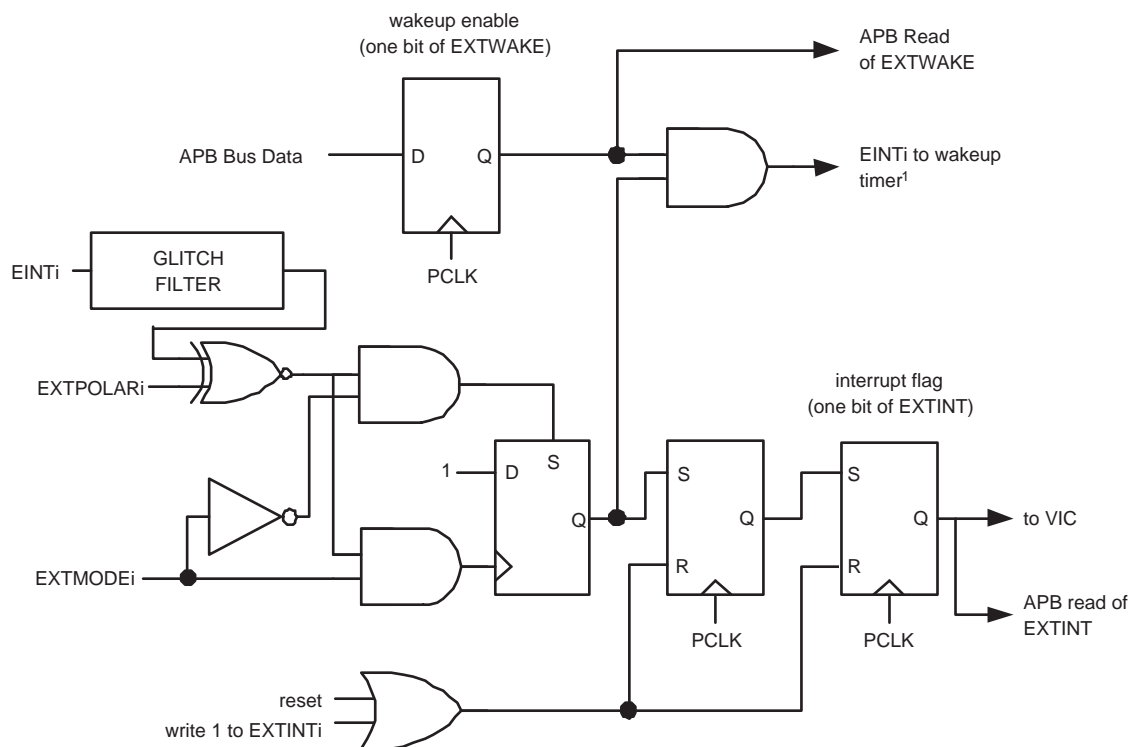 wakeup enable
(one bit of EXTWAKE)
APB Read
of EXTWAKE
APB Bus Data
D
Q
EINTi to wakeup
timer¹
PCLK
EINTi
GLITCH
FILTER
EXTPOLARi
interrupt flag
(one bit of EXTINT)
1
D
S
Q
S
Q
R
PCLK
S
Q
R
PCLK
to VIC
EXTMODEi
APB read of
EXTINT
reset
write 1 to EXTINTi